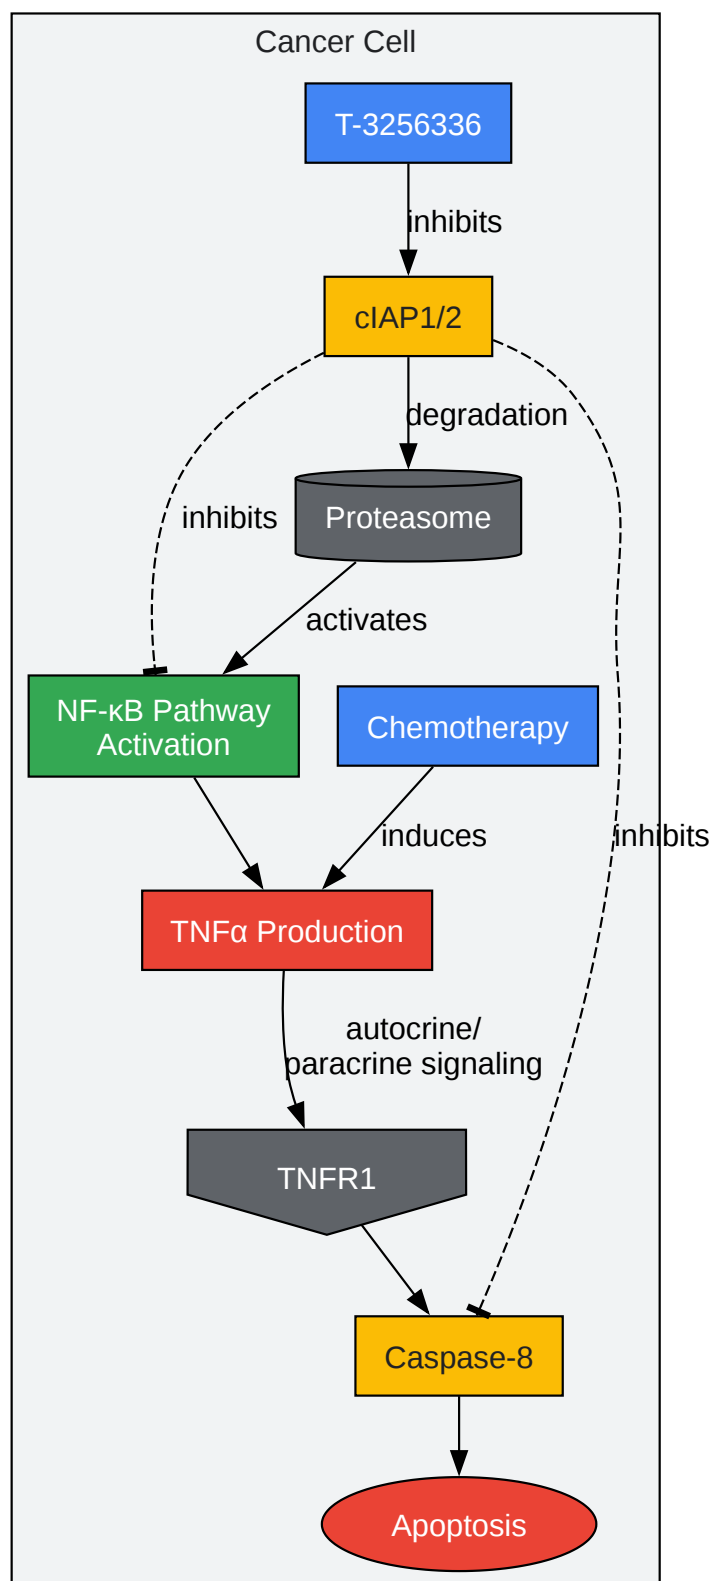 Cancer Cell
T-3256336
inhibits
cIAP1/2
degradation
inhibits
Proteasome
activates
NF-κB Pathway
Activation
Chemotherapy
induces
inhibits
TNFα Production
autocrine/
paracrine signaling
TNFR1
Caspase-8
Apoptosis